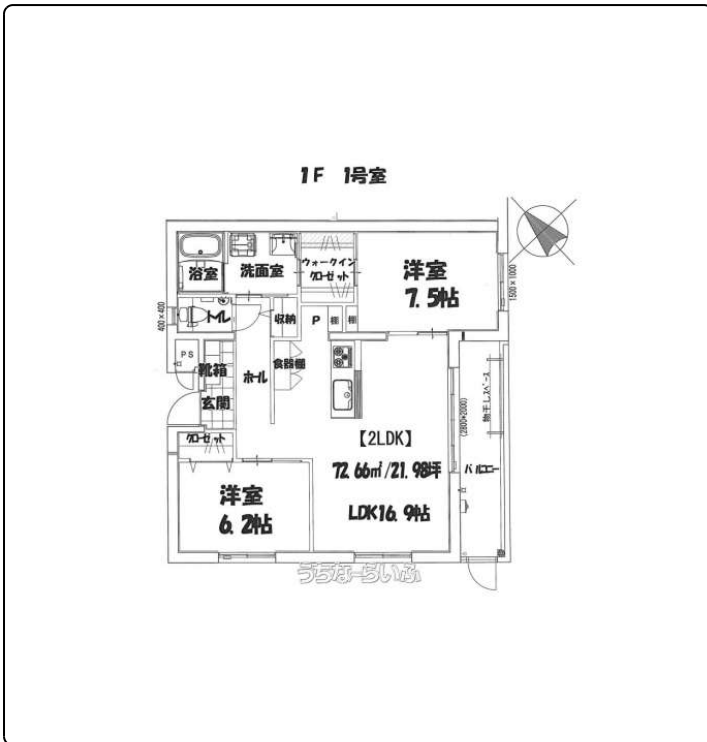 1F 1号室
浴室
洗面室
ウォークイン
クローゼット
洋室
7.5帖
1500×1000
400×400
トイレ
収納
P
棚
棚
PS
靴箱
ホール
食器棚
玄関
クローゼット
【2LDK】
72.66㎡/21.98坪
LDK16.9帖
(2800×2000)
物干しスペース
バルコニー
洋室
6.2帖
うちなーらいふ